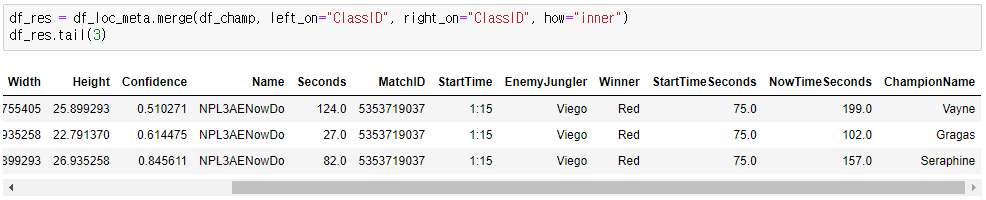 df_res = df_loc_meta.merge(df_champ, left_on="ClassID", right_on="ClassID", how="inner")
df_res.tail(3)
Width Height Confidence Name Seconds MatchID StartTime EnemyJungler Winner StartTimeSeconds NowTimeSeconds ChampionName
755405 25.899293 0.510271 NPL3AENowDo 124.0 5353719037 1:15 Viego Red 75.0 199.0 Vayne
935258 22.791370 0.614475 NPL3AENowDo 27.0 5353719037 1:15 Viego Red 75.0 102.0 Gragas
899293 26.935258 0.845611 NPL3AENowDo 82.0 5353719037 1:15 Viego Red 75.0 157.0 Seraphine